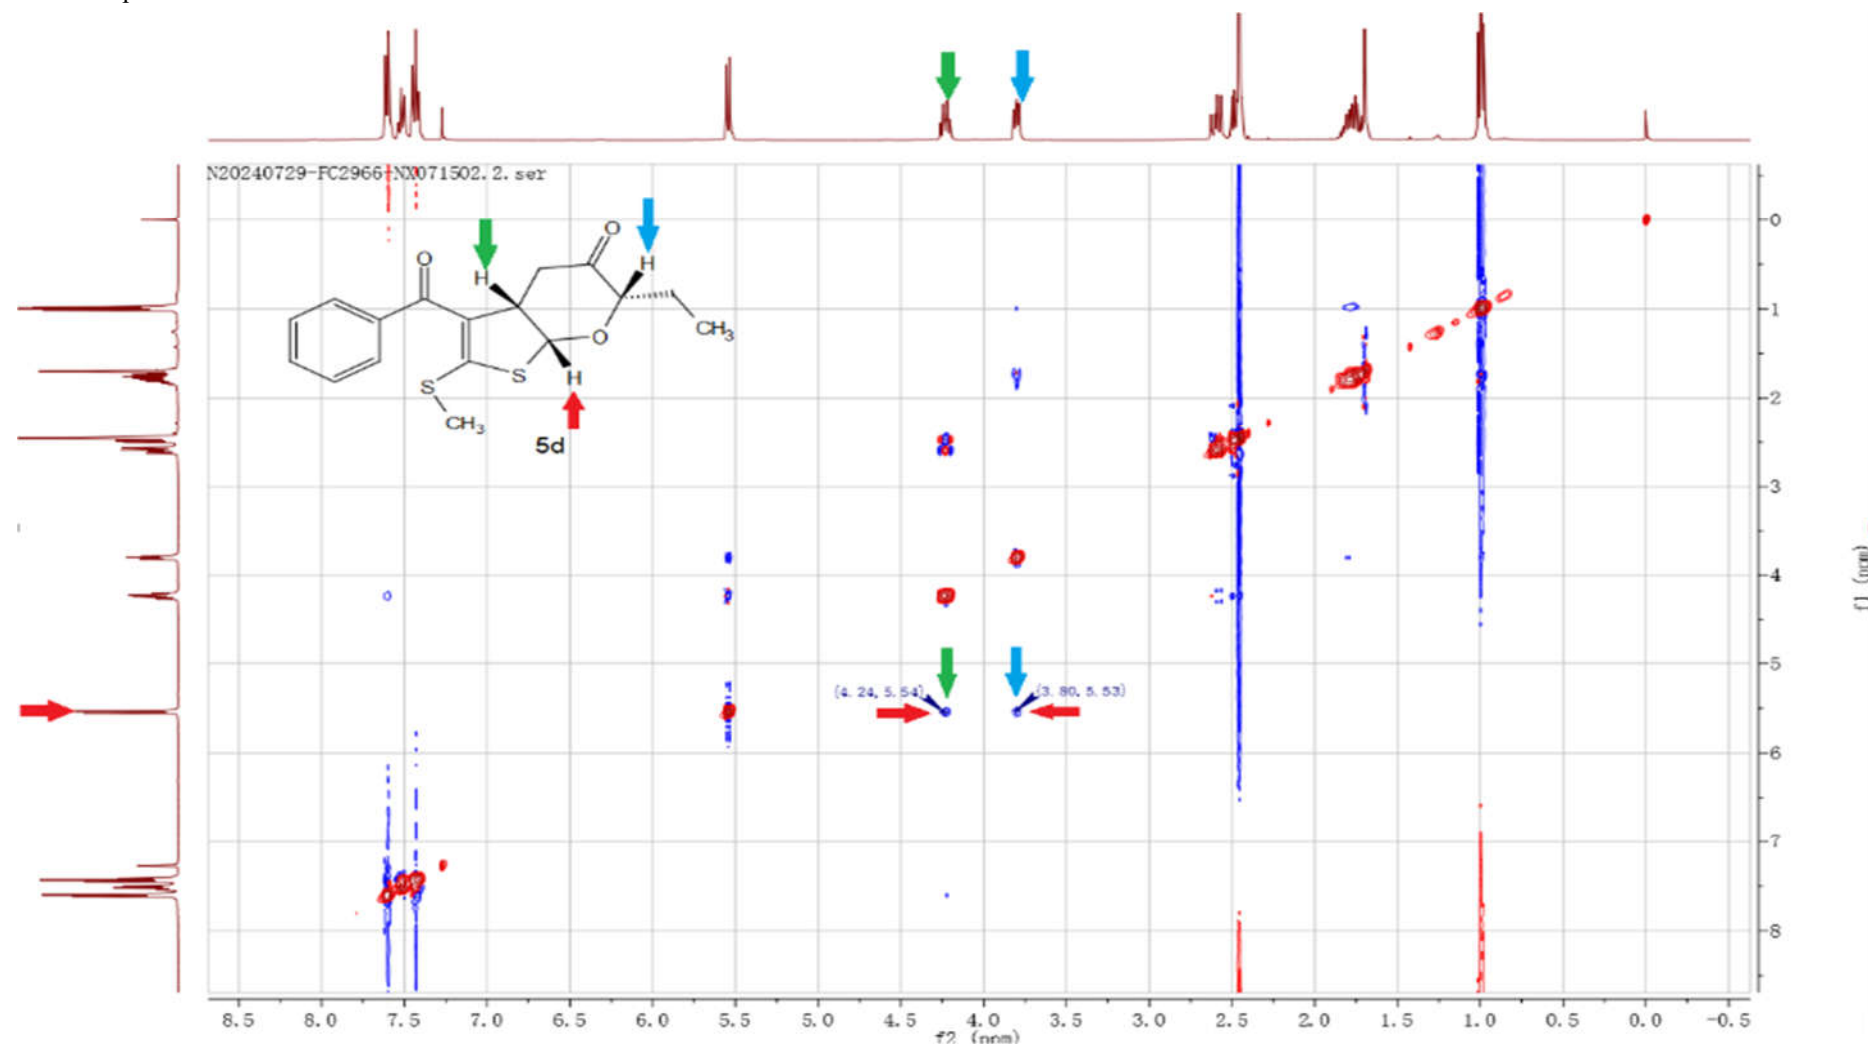 N20240729-FC2966-NX071502.2.ser
O
H
H
O
CH₃
O
S
S
H
CH₃
5d
(4.24, 5.54)
(3.80, 5.53)
0
1
2
3
4
5
6
7
8
f1 (ppm)
8.5 8.0 7.5 7.0 6.5 6.0 5.5 5.0 4.5 4.0 3.5 3.0 2.5 2.0 1.5 1.0 0.5 0.0 -0.5
f2 (ppm)